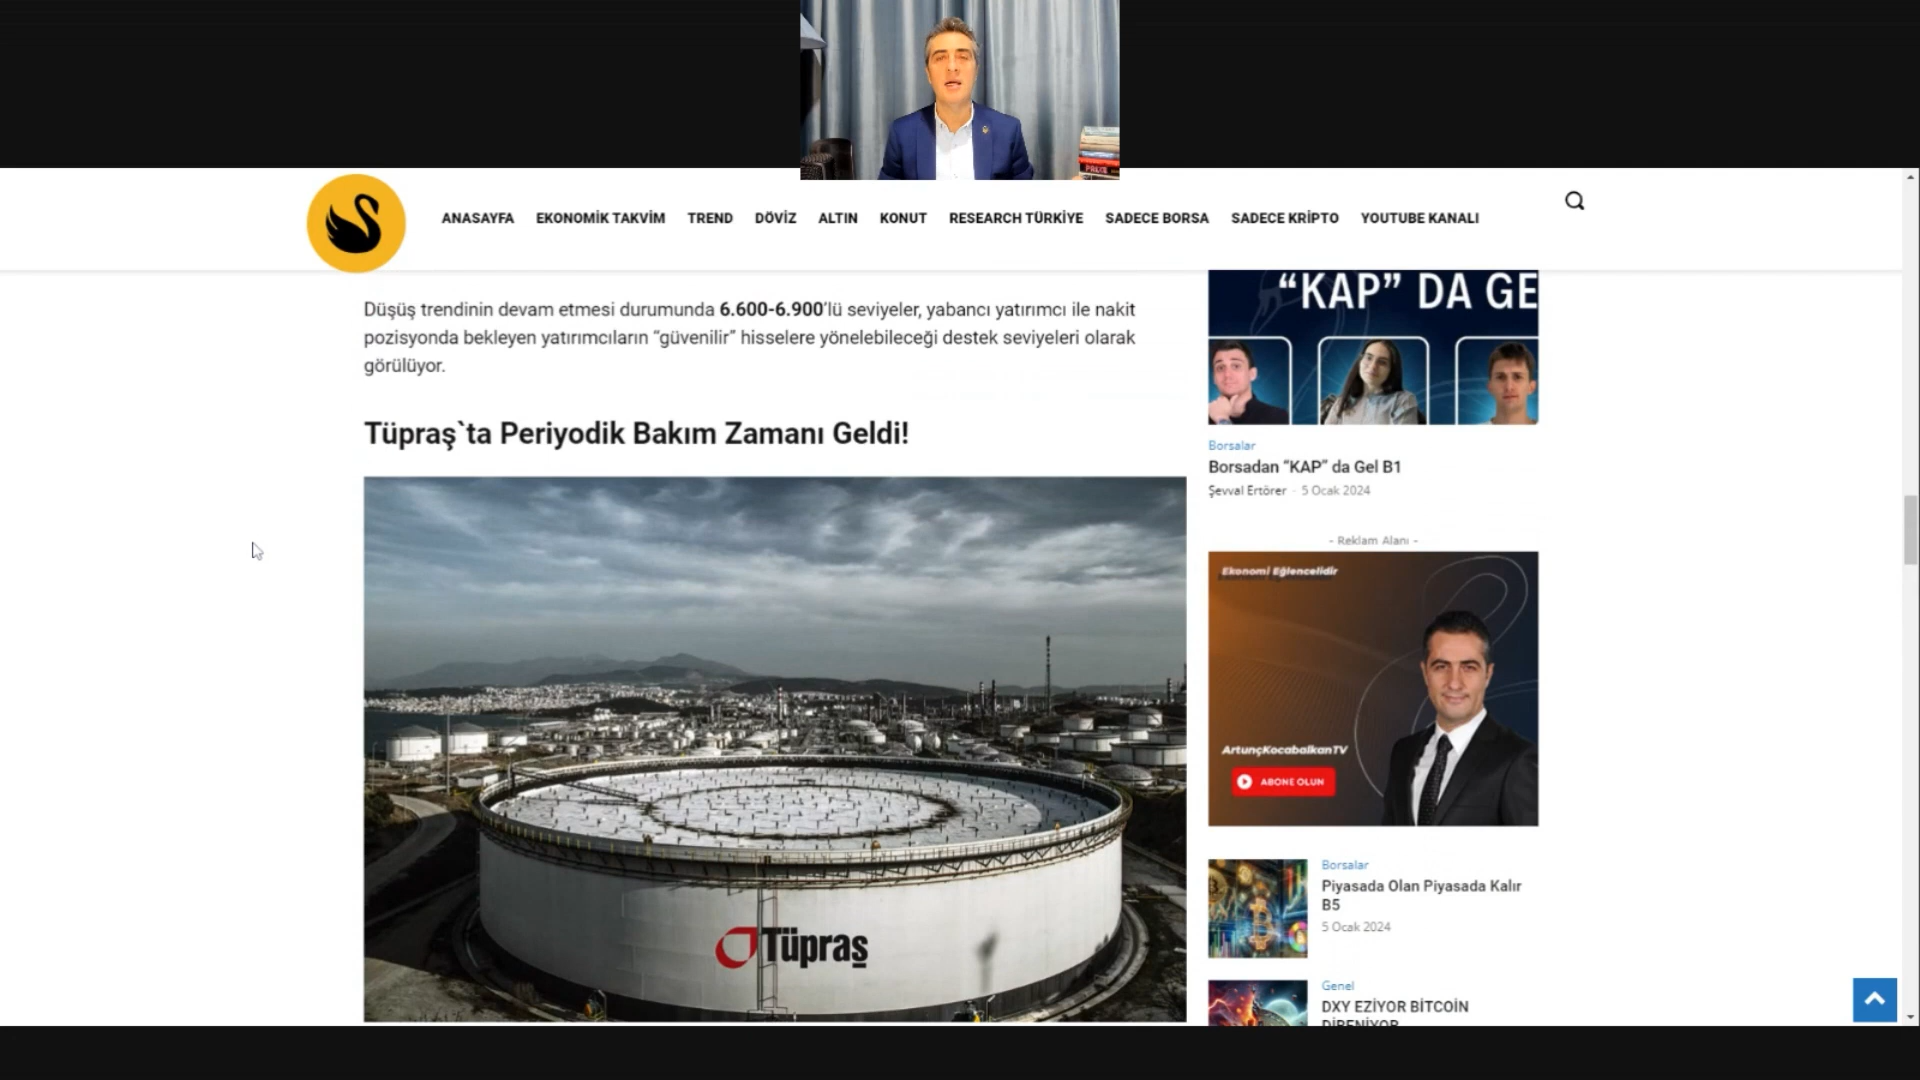 ANASAYFA EKONOMİK TAKVİM TREND DÖVİZ ALTIN KONUT RESEARCH TÜRKİYE SADECE BORSA SADECE KRİPTO YOUTUBE KANALI
Düşüş trendinin devam etmesi durumunda 6.600-6.900’lü seviyeler, yabancı yatırımcı ile nakit
pozisyonda bekleyen yatırımcıların “güvenilir” hisselere yönelebileceği destek seviyeleri olarak
görülüyor.
Tüpraş`ta Periyodik Bakım Zamanı Geldi!
Tüpraş
“KAP” DA GE
Borsalar
Borsadan “KAP” da Gel B1
Şevval Ertörer - 5 Ocak 2024
- Reklam Alanı -
Ekonomi Eğlencelidir
ArtunçKocabalkanTV
ABONE OLUN
Borsalar
Piyasada Olan Piyasada Kalır
B5
5 Ocak 2024
Genel
DXY EZİYOR BİTCOİN
DİRENİYOR